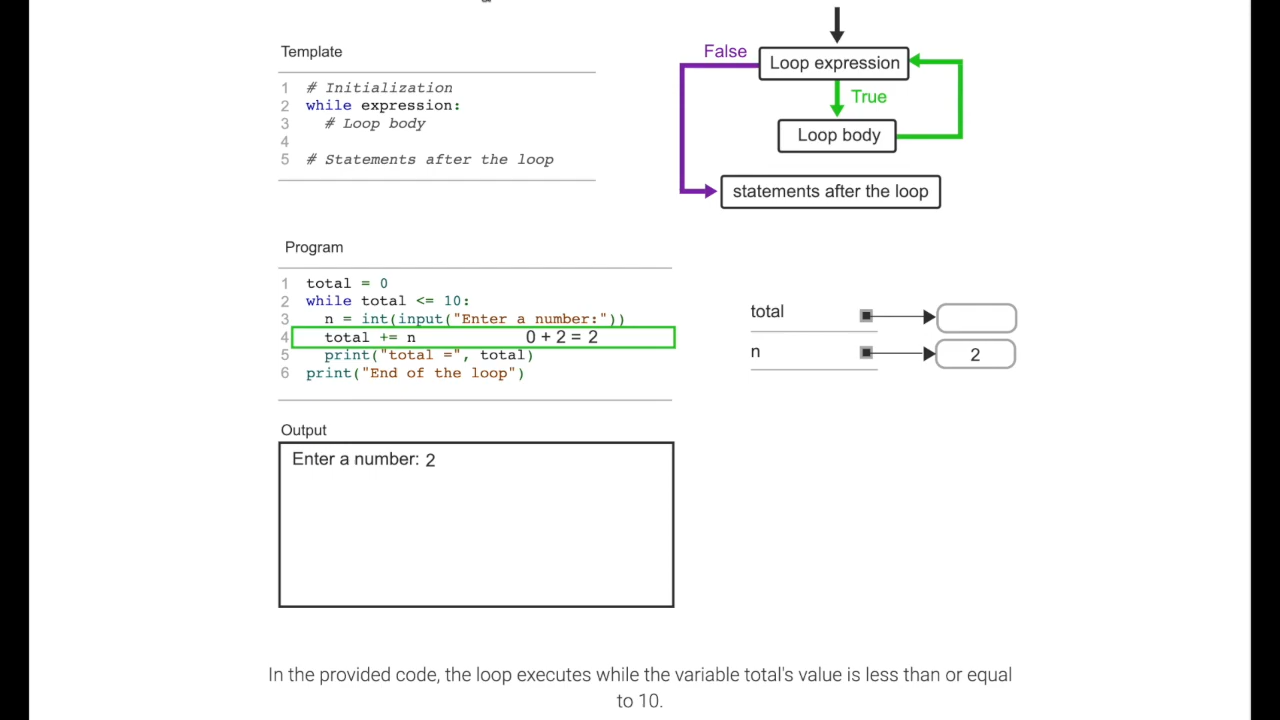 Template
1 # Initialization
2 while expression:
3 # Loop body
4
5 # Statements after the loop
False
Loop expression
True
Loop body
statements after the loop
Program
1 total = 0
2 while total <= 10:
3 n = int(input("Enter a number:"))
4 total += n 0 + 2 = 2
5 print("total =", total)
6 print("End of the loop")
total
n 2
Output
Enter a number: 2
In the provided code, the loop executes while the variable total's value is less than or equal
to 10.